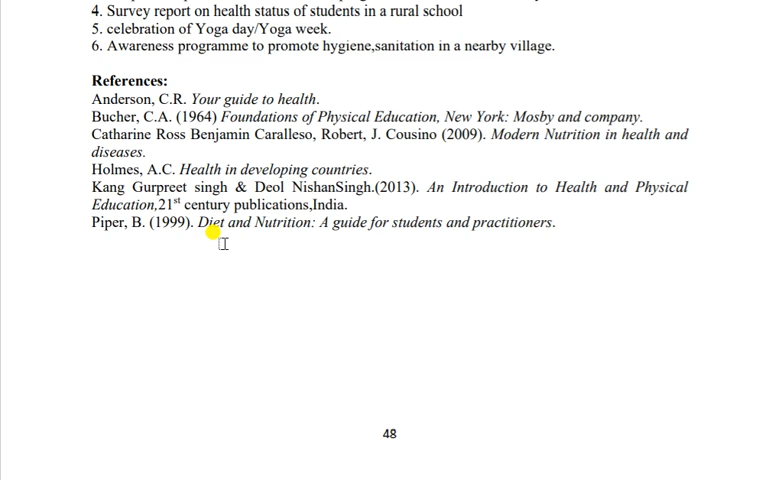 4. Survey report on health status of students in a rural school
5. celebration of Yoga day/Yoga week.
6. Awareness programme to promote hygiene,sanitation in a nearby village.
References:
Anderson, C.R. Your guide to health.
Bucher, C.A. (1964) Foundations of Physical Education, New York: Mosby and company.
Catharine Ross Benjamin Caralleso, Robert, J. Cousino (2009). Modern Nutrition in health and
diseases.
Holmes, A.C. Health in developing countries.
Kang Gurpreet singh & Deol NishanSingh.(2013). An Introduction to Health and Physical
Education,21st century publications,India.
Piper, B. (1999). Diet and Nutrition: A guide for students and practitioners.
48